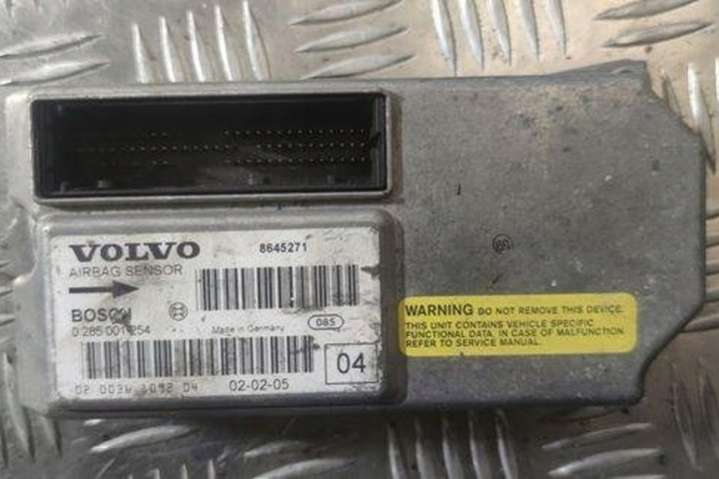 VOLVO
8645271
AIRBAG SENSOR
BOSCH
0 285 001 254
Made in Germany
085
04
02-02-05
WARNING DO NOT REMOVE THIS DEVICE.
THIS UNIT CONTAINS VEHICLE SPECIFIC
FUNCTIONAL DATA. IN CASE OF MALFUNCTION
REFER TO SERVICE MANUAL.